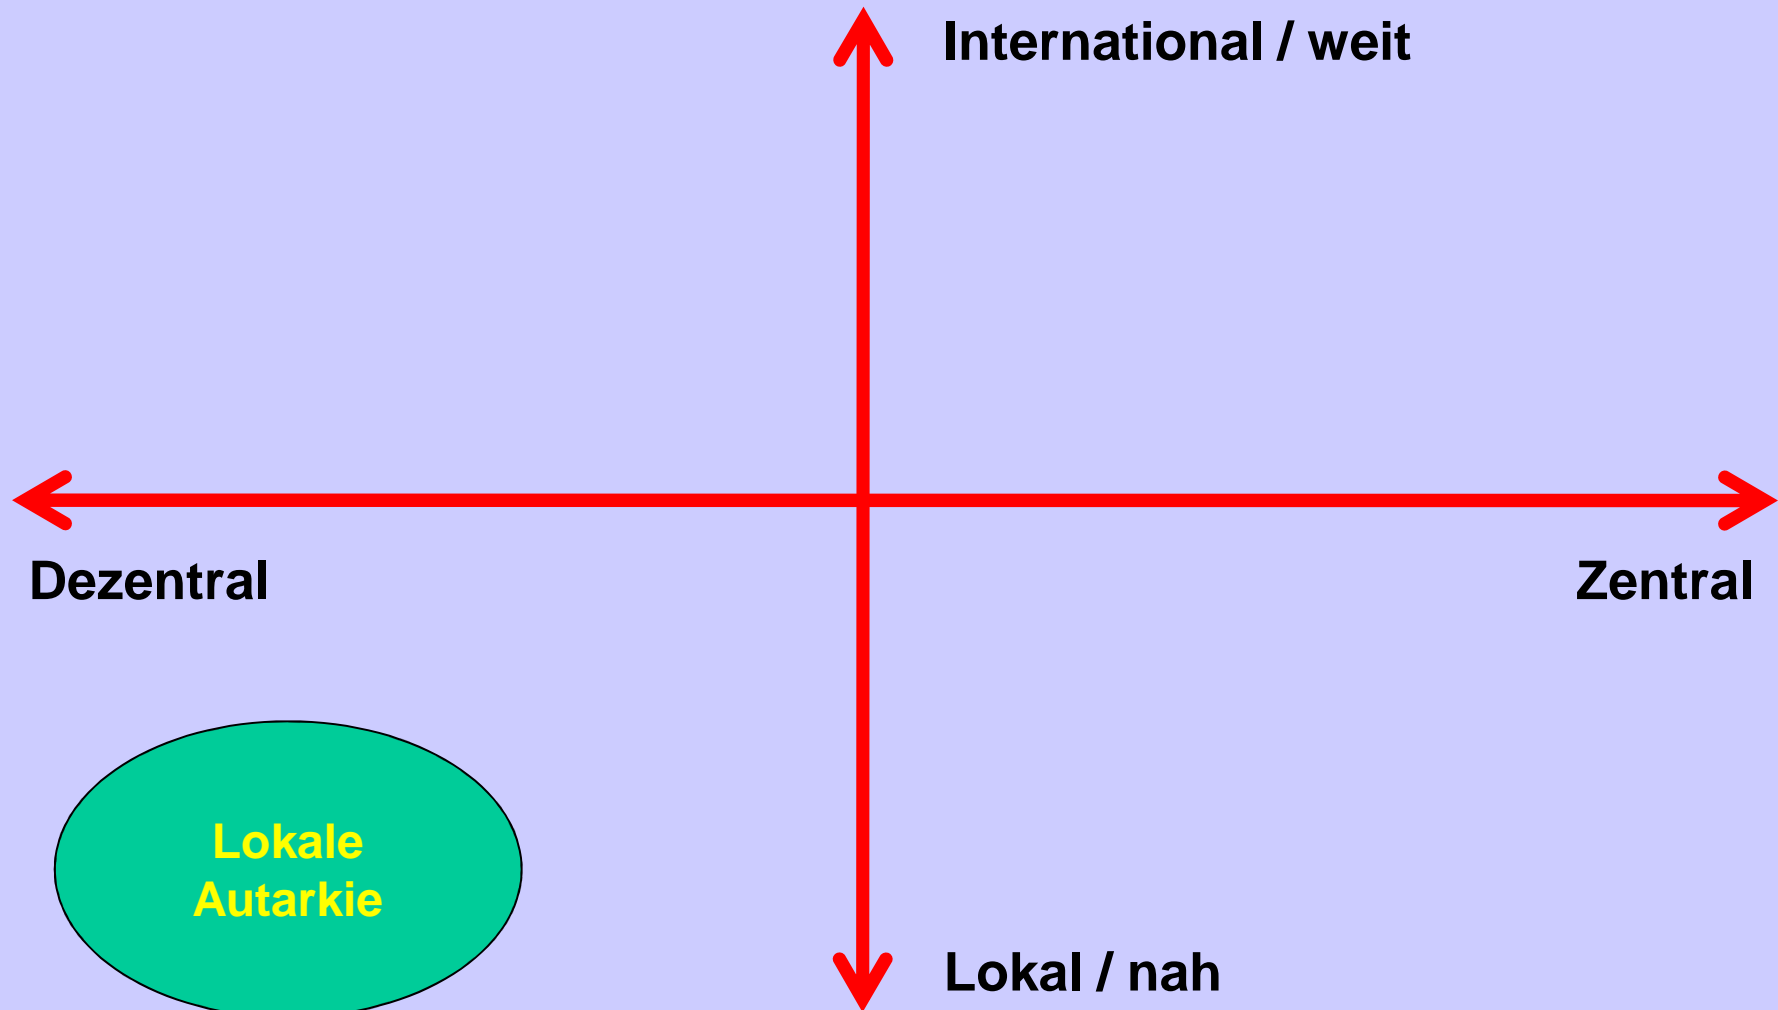 International / weit
Dezentral
Zentral
Lokale
Autarkie
Lokal / nah